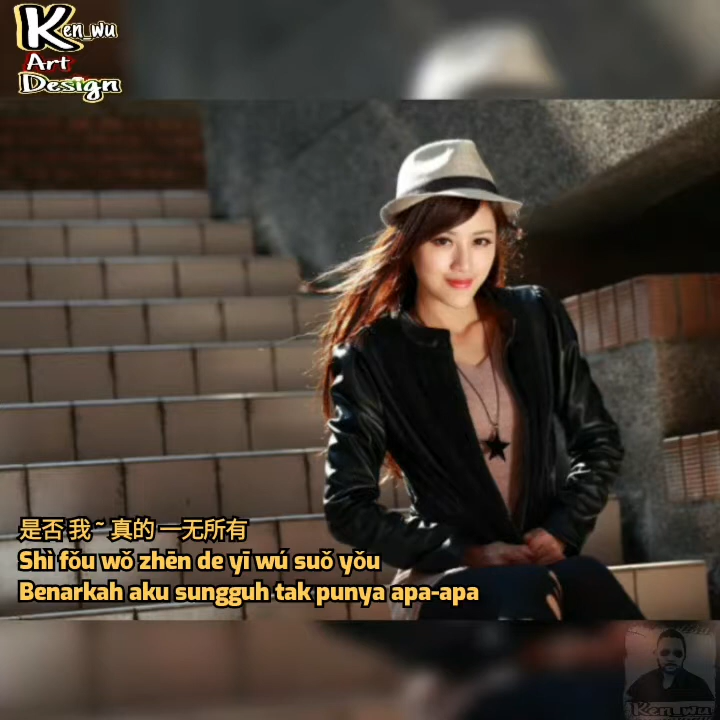 Ken_wu
Art
Design
是否 我 ~ 真的 一无所有
Shì fǒu wǒ zhēn de yī wú suǒ yǒu
Benarkah aku sungguh tak punya apa-apa
Ken_wu